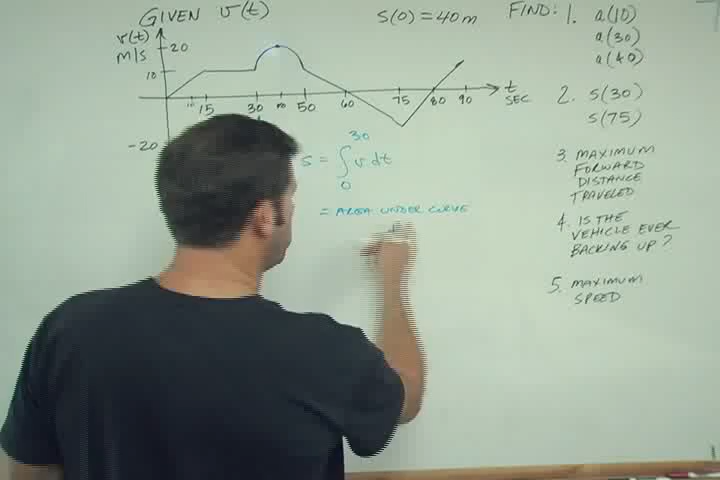 GIVEN v(t)
S(0) = 40 m
FIND:
1. a(10)
a(30)
a(40)
2. S(30)
S(75)
3. MAXIMUM
FORWARD
DISTANCE
TRAVELED
4. IS THE
VEHICLE EVER
BACKING UP?
5. MAXIMUM
SPEED
v(t)
m/s
20
10
-20
10 15 30 40 50 60 75 80 90
t
SEC
S = ∫ v dt
30
0
= AREA UNDER CURVE